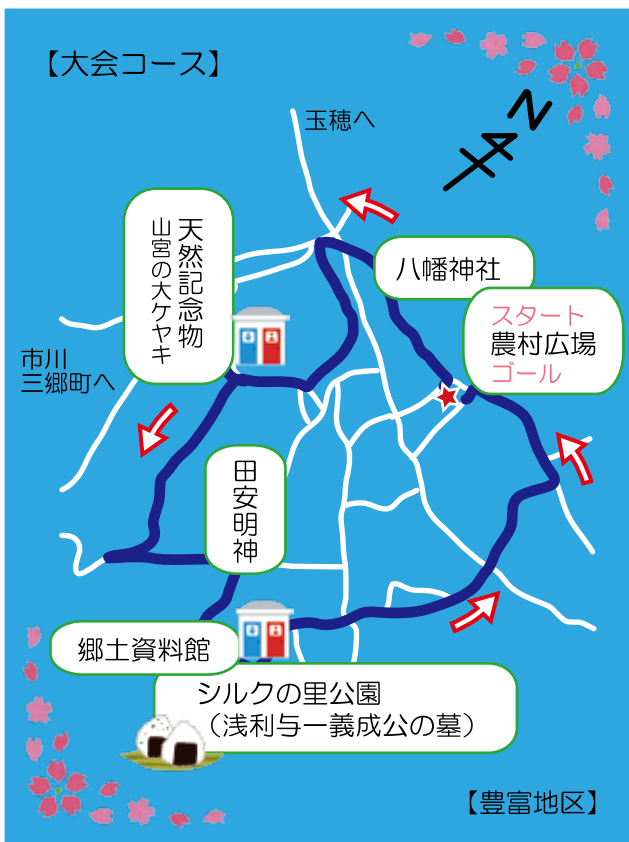 【大会コース】
N
玉穂へ
天然記念物
山宮の大ケヤキ
八幡神社
スタート
農村広場
ゴール
市川
三郷町へ
田安明神
郷土資料館
シルクの里公園
（浅利与一義成公の墓）
【豊富地区】